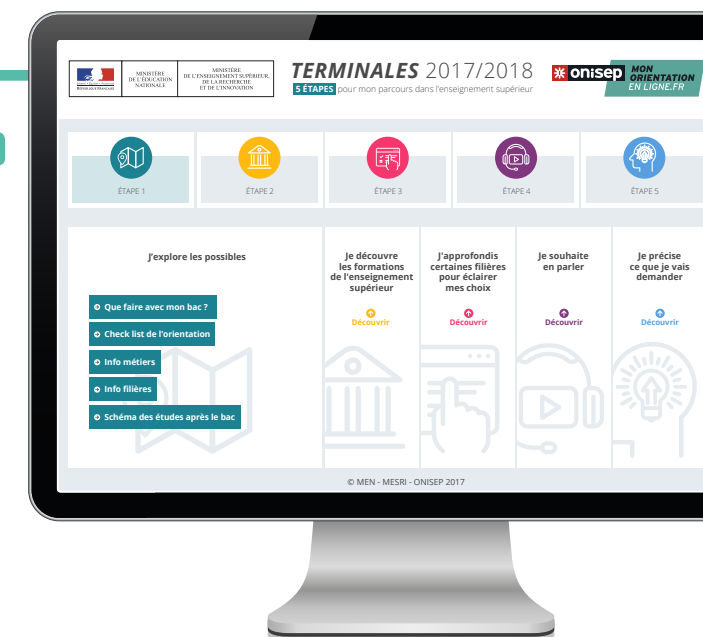 RÉPUBLIQUE FRANÇAISE
MINISTÈRE
DE L'ÉDUCATION
NATIONALE
MINISTÈRE
DE L'ENSEIGNEMENT SUPÉRIEUR,
DE LA RECHERCHE
ET DE L'INNOVATION
TERMINALES 2017/2018
5 ÉTAPES pour mon parcours dans l'enseignement supérieur
onisep
MON
ORIENTATION
EN LIGNE.FR
ÉTAPE 1
ÉTAPE 2
ÉTAPE 3
ÉTAPE 4
ÉTAPE 5
J'explore les possibles
Que faire avec mon bac ?
Check list de l'orientation
Info métiers
Info filières
Schéma des études après le bac
Je découvre
les formations
de l'enseignement
supérieur
Découvrir
J'approfondis
certaines filières
pour éclairer
mes choix
Découvrir
Je souhaite
en parler
Découvrir
Je précise
ce que je vais
demander
Découvrir
© MEN - MESRI - ONISEP 2017